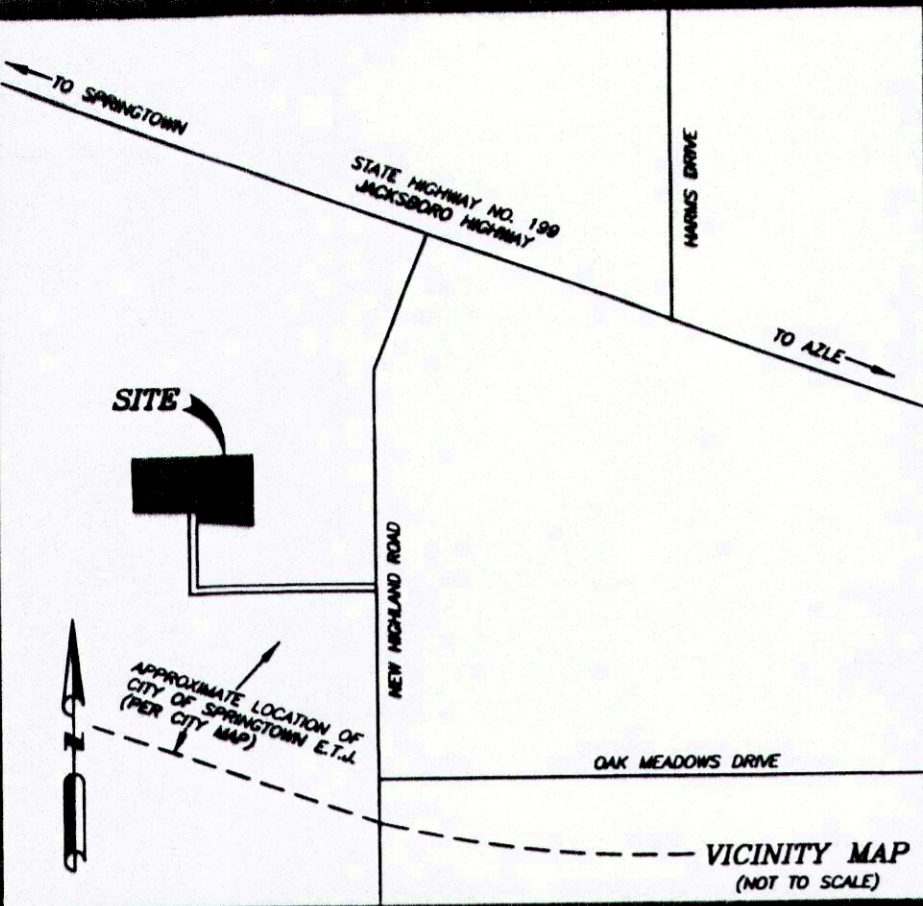 TO SPRINGTOWN
STATE HIGHWAY NO. 199
JACKSBORO HIGHWAY
HARMS DRIVE
TO AZLE
SITE
NEW HIGHLAND ROAD
APPROXIMATE LOCATION OF
CITY OF SPRINGTOWN E.T.J.
(PER CITY MAP)
N
OAK MEADOWS DRIVE
VICINITY MAP
(NOT TO SCALE)